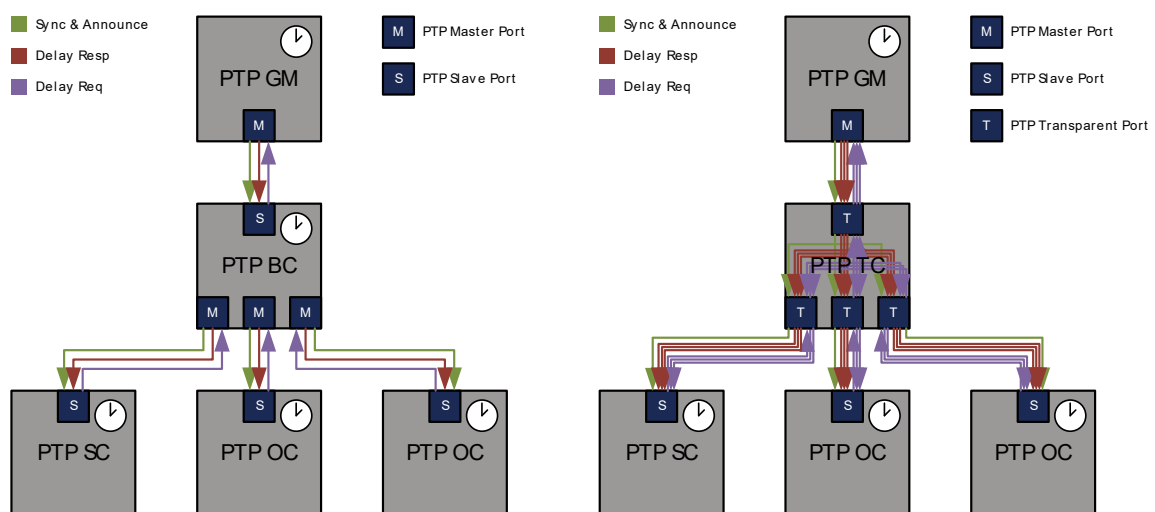 Sync & Announce
Delay Resp
Delay Req
PTP GM
M
M
PTP Master Port
S
PTP Slave Port
S
PTP BC
M
M
M
S
PTP SC
S
PTP OC
S
PTP OC
Sync & Announce
Delay Resp
Delay Req
PTP GM
M
M
PTP Master Port
S
PTP Slave Port
T
PTP Transparent Port
T
PTP TC
T
T
T
S
PTP SC
S
PTP OC
S
PTP OC